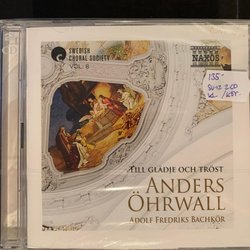 SWEDISH
CHORAL SOCIETY
VOL. 6
NAXOS
135:-
TILL GLÄDJE OCH TRÖST
ANDERS
ÖHRWALL
ADOLF FREDRIKS BACHKÖR